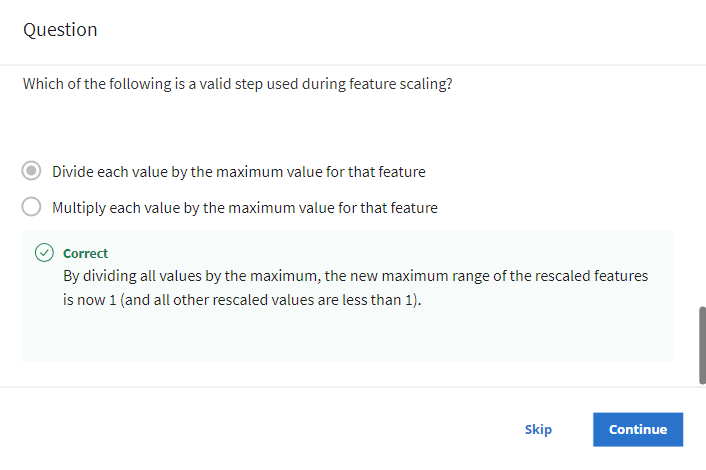 Question
Which of the following is a valid step used during feature scaling?
Divide each value by the maximum value for that feature
Multiply each value by the maximum value for that feature
Correct
By dividing all values by the maximum, the new maximum range of the rescaled features
is now 1 (and all other rescaled values are less than 1).
Skip
Continue